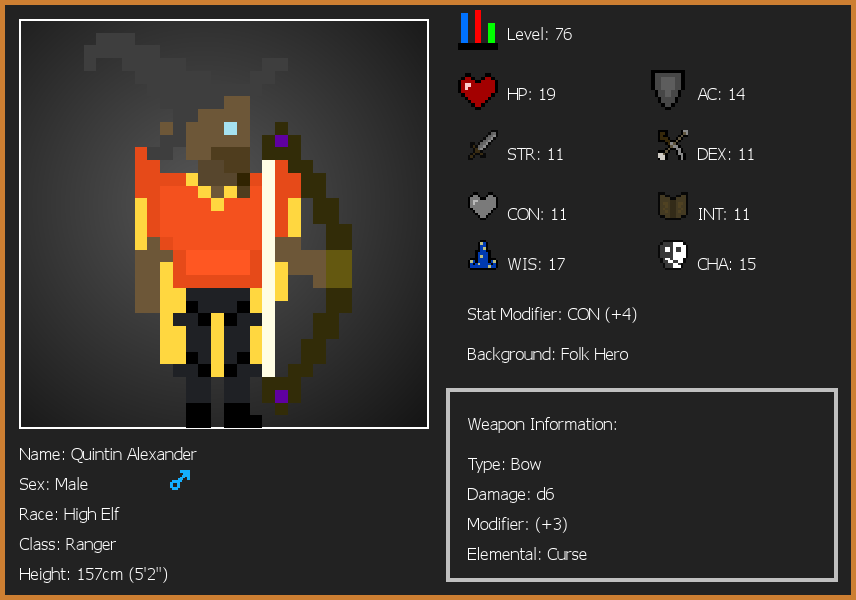 Level: 76
HP: 19
AC: 14
STR: 11
DEX: 11
CON: 11
INT: 11
WIS: 17
CHA: 15
Stat Modifier: CON (+4)
Background: Folk Hero
Weapon Information:
Type: Bow
Damage: d6
Modifier: (+3)
Elemental: Curse
Name: Quintin Alexander
Sex: Male
Race: High Elf
Class: Ranger
Height: 157cm (5'2")